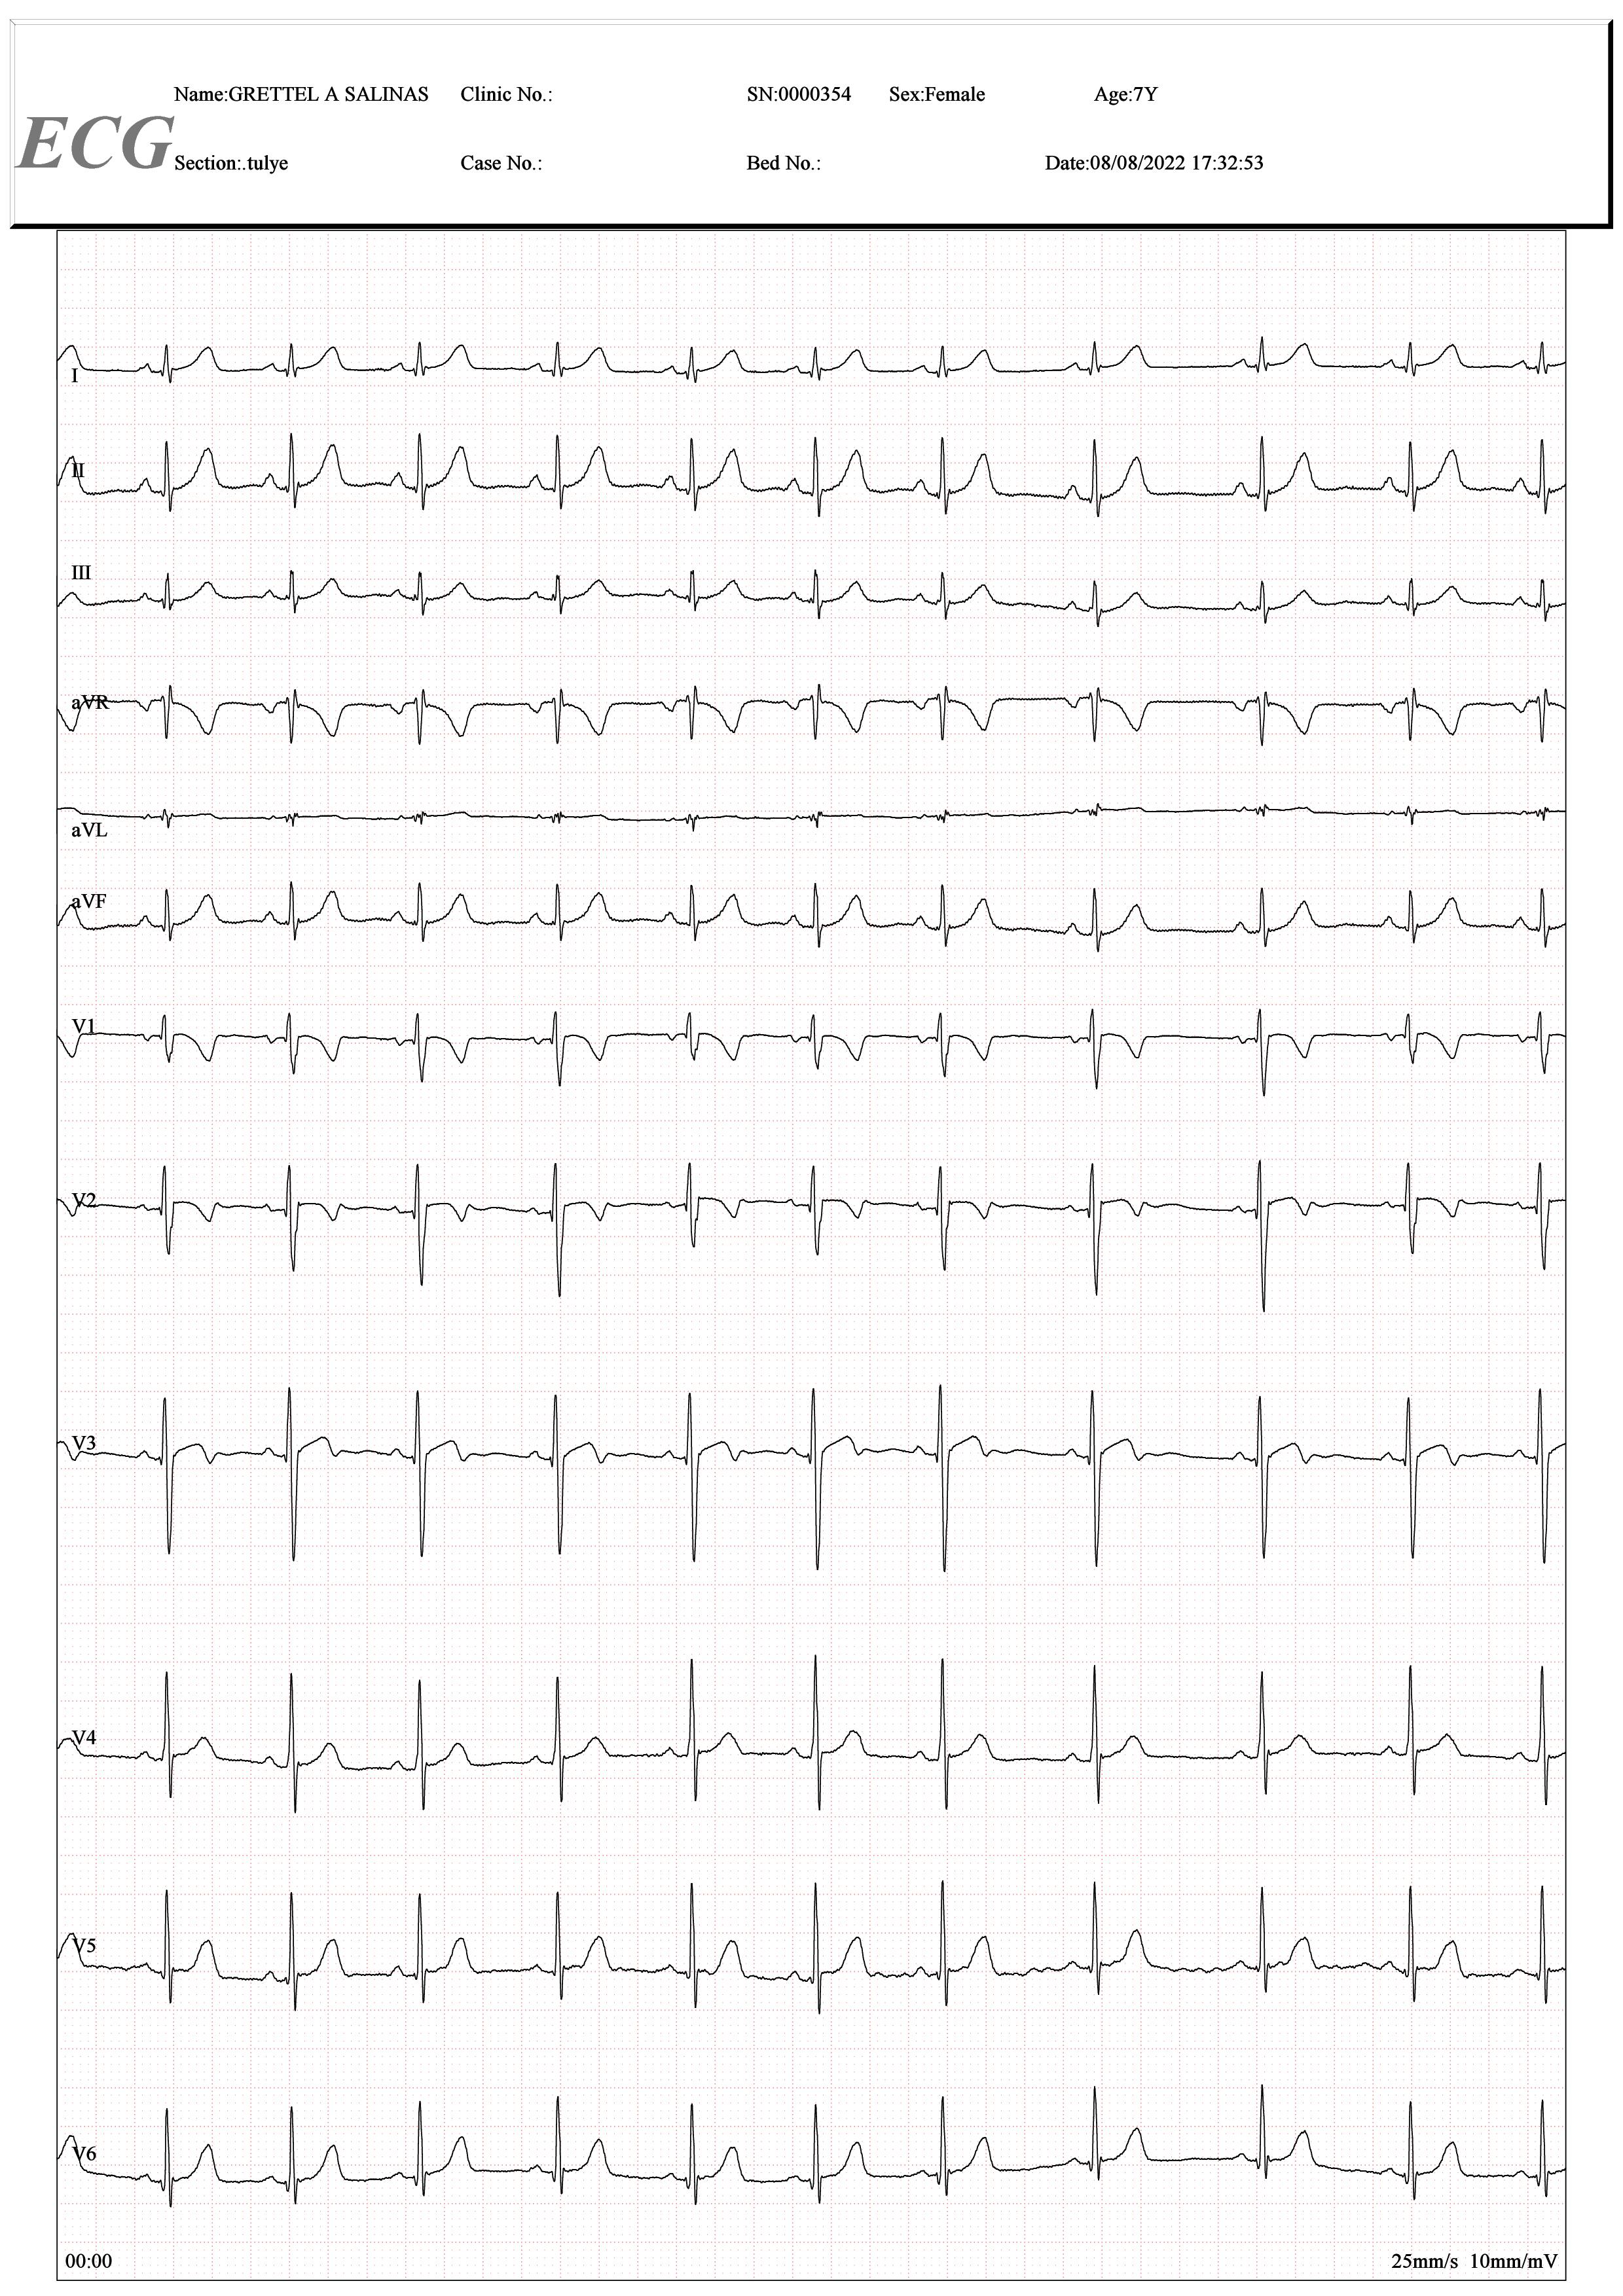 Name:GRETTEL A SALINAS Clinic No.: SN:0000354 Sex:Female Age:7Y
ECG
Section:.tulye Case No.: Bed No.: Date:08/08/2022 17:32:53
I
II
III
aVR
aVL
aVF
V1
V2
V3
V4
V5
V6
00:00 25mm/s 10mm/mV